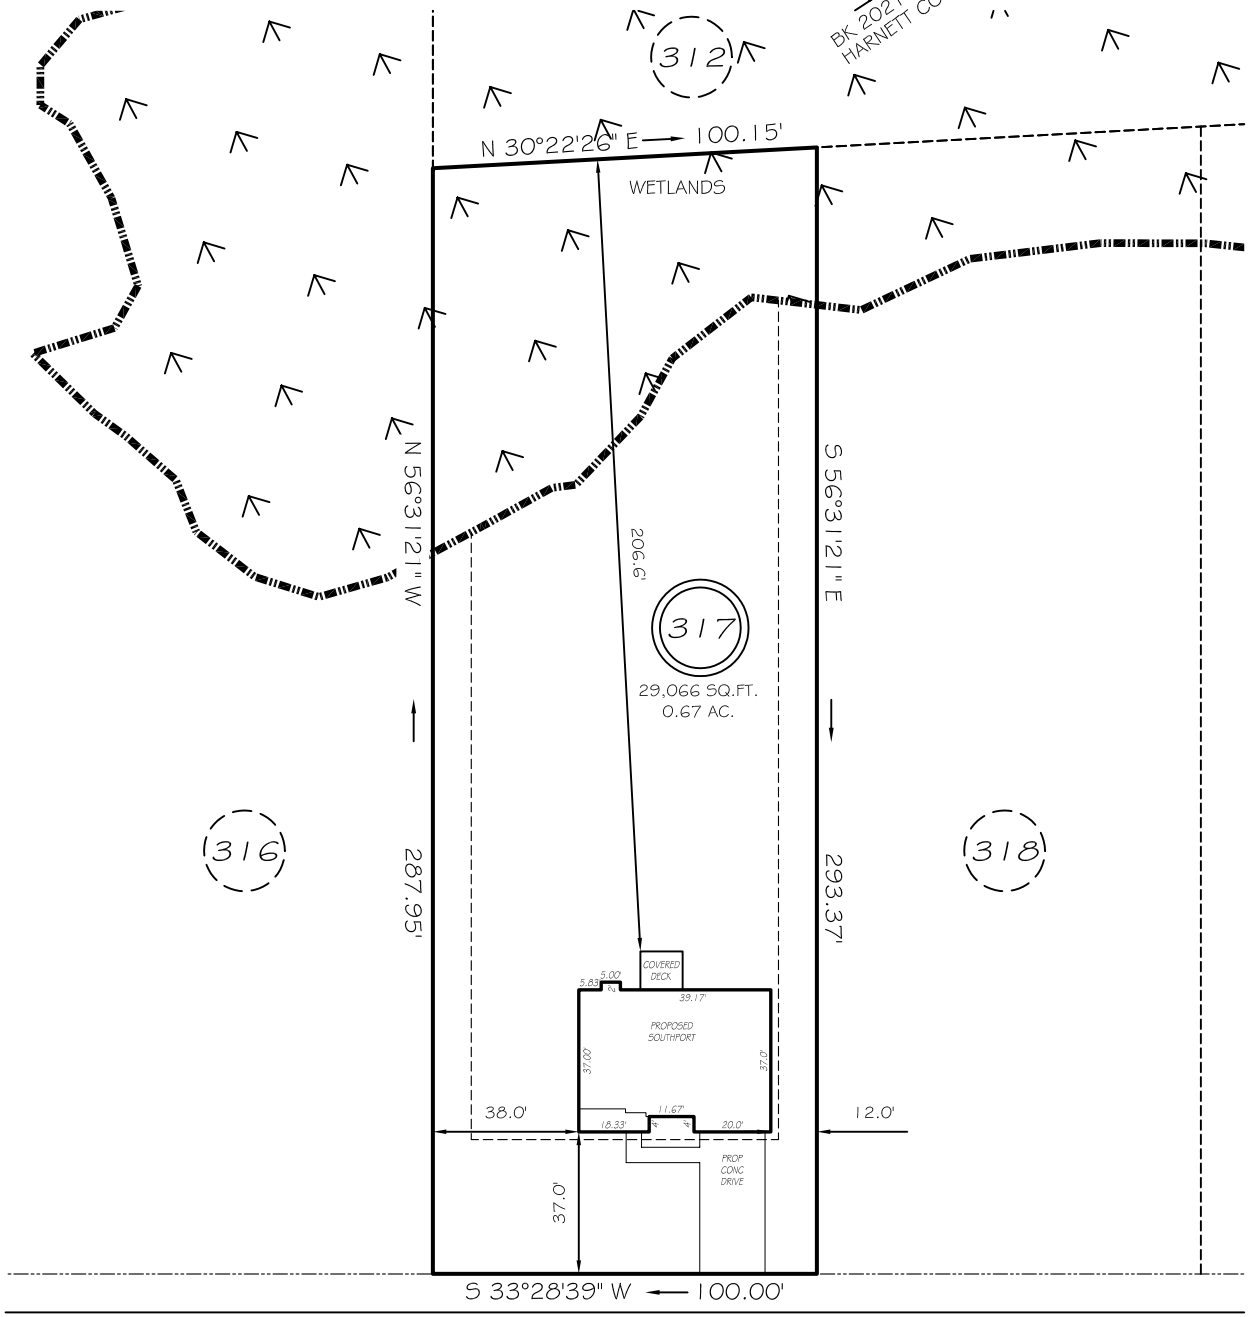 BK 2021
HARNETT CO
312
N 30°22'26" E 100.15'
WETLANDS
N 56°31'21" W
S 56°31'21" E
206.6'
317
29,066 SQ.FT.
0.67 AC.
316
318
287.95'
293.37'
COVERED
DECK
5.83'
5.00'
2'
39.17'
PROPOSED
SOUTHPORT
37.00'
37.0'
38.0'
11.67'
12.0'
18.33'
4'
4'
20.0'
PROP
CONC
DRIVE
37.0'
S 33°28'39" W 100.00'